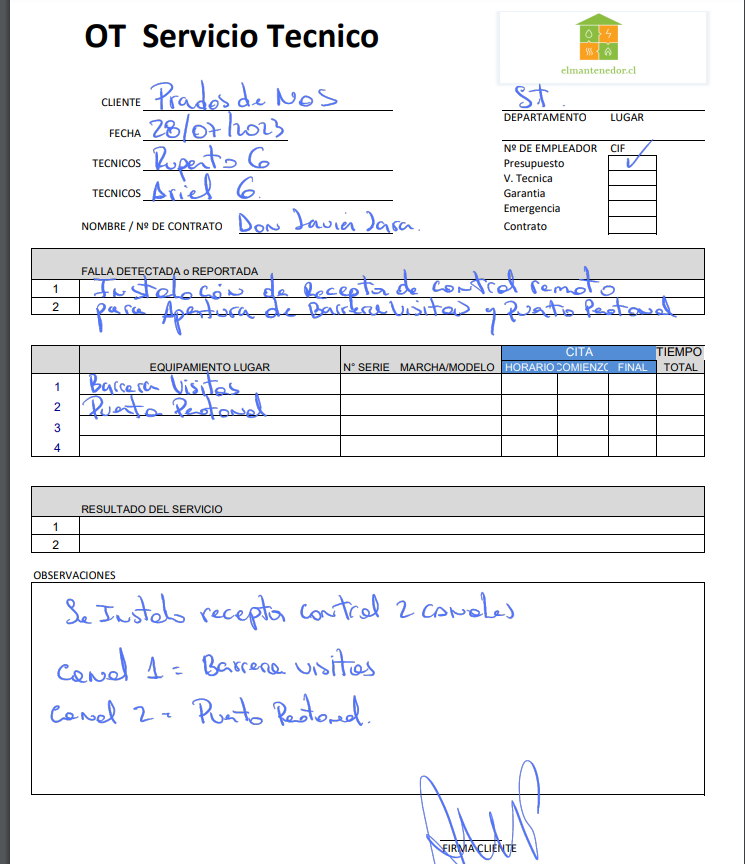 OT Servicio Tecnico
elmantenedor.cl
CLIENTE Prados de Nos
ST.
DEPARTAMENTO LUGAR
FECHA 28/07/2023
TECNICOS Ruperto G
TECNICOS Ariel G.
NOMBRE / Nº DE CONTRATO Don Javier Jara.
Nº DE EMPLEADOR CIF
Presupuesto ✓
V. Tecnica
Garantia
Emergencia
Contrato
FALLA DETECTADA o REPORTADA
1 Instalación de Receptor de control remoto
2 para Apertura de Barrera Visitas y Puerta Peatonal
CITA TIEMPO
EQUIPAMIENTO LUGAR N° SERIE MARCHA/MODELO HORARIO COMIENZO FINAL TOTAL
1 Barrera Visitas
2 Puerta Peatonal
3
4
RESULTADO DEL SERVICIO
1
2
OBSERVACIONES
Se Instalo receptor control 2 canales
canal 1 = Barrera visitas
canal 2 = Puerta Peatonal.
FIRMA CLIENTE